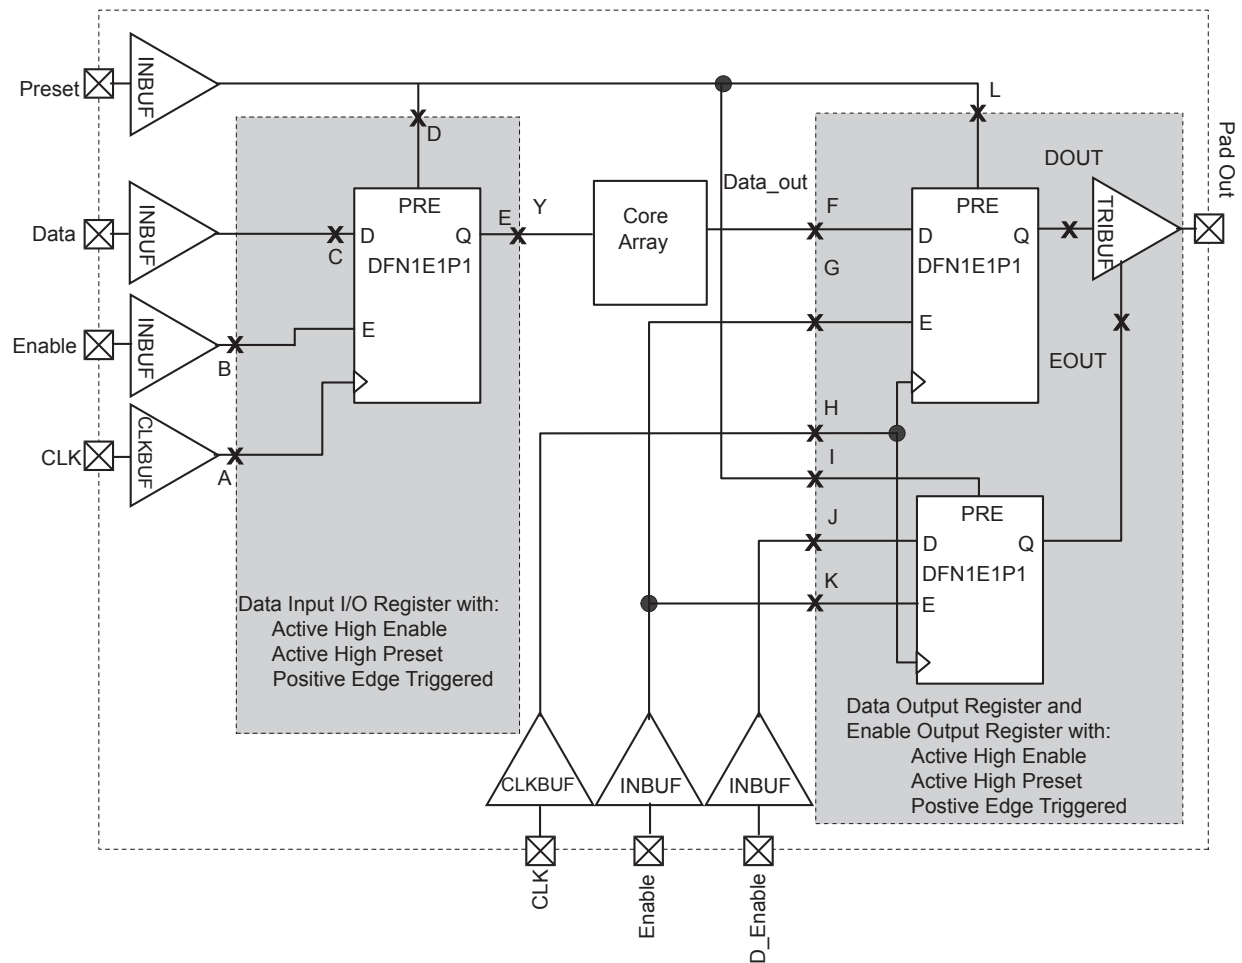 Preset
INBUF
L
D
Pad Out
DOUT
Data
INBUF
C
PRE
D
Q
DFN1E1P1
E
E
Y
Core
Array
Data_out
F
G
PRE
D
Q
DFN1E1P1
E
TRIBUF
EOUT
Enable
INBUF
B
CLK
CLKBUF
A
H
I
J
K
PRE
D
Q
DFN1E1P1
E
Data Input I/O Register with:
Active High Enable
Active High Preset
Positive Edge Triggered
Data Output Register and
Enable Output Register with:
Active High Enable
Active High Preset
Postive Edge Triggered
CLKBUF
INBUF
INBUF
CLK
Enable
D_Enable